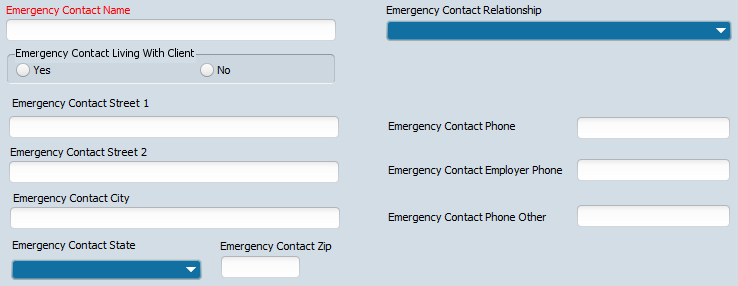 Emergency Contact Name
Emergency Contact Relationship
Emergency Contact Living With Client
Yes
No
Emergency Contact Street 1
Emergency Contact Phone
Emergency Contact Street 2
Emergency Contact Employer Phone
Emergency Contact City
Emergency Contact Phone Other
Emergency Contact State
Emergency Contact Zip